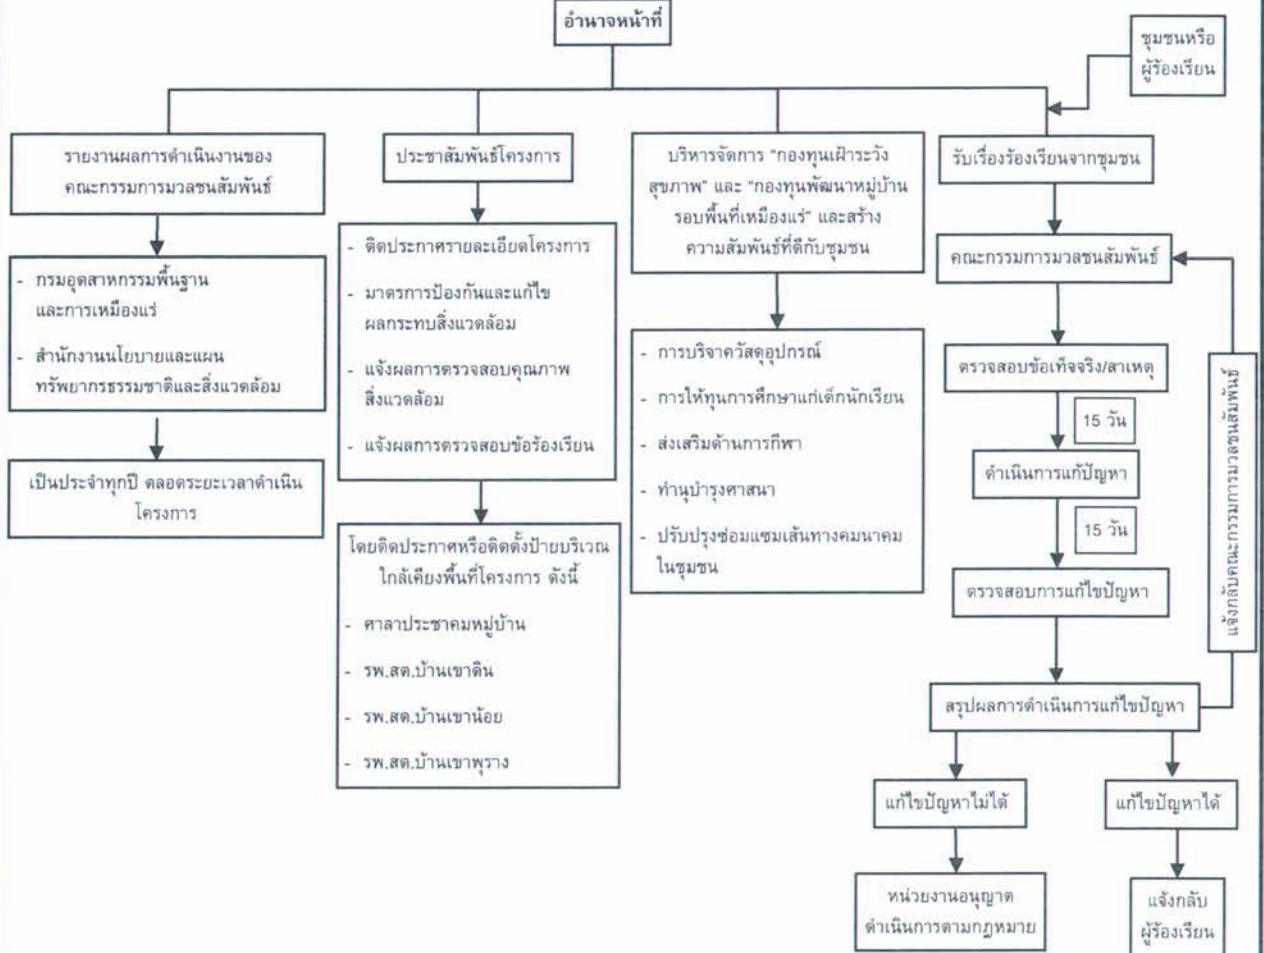 อำนาจหน้าที่
ชุมชนหรือ
ผู้ร้องเรียน
รายงานผลการดำเนินงานของ
คณะกรรมการมวลชนสัมพันธ์
- กรมอุตสาหกรรมพื้นฐาน
และการเหมืองแร่
- สำนักงานนโยบายและแผน
ทรัพยากรธรรมชาติและสิ่งแวดล้อม
เป็นประจำทุกปี ตลอดระยะเวลาดำเนิน
โครงการ
ประชาสัมพันธ์โครงการ
- ติดประกาศรายละเอียดโครงการ
- มาตรการป้องกันและแก้ไข
ผลกระทบสิ่งแวดล้อม
- แจ้งผลการตรวจสอบคุณภาพ
สิ่งแวดล้อม
- แจ้งผลการตรวจสอบข้อร้องเรียน
โดยติดประกาศหรือติดตั้งป้ายบริเวณ
ใกล้เคียงพื้นที่โครงการ ดังนี้
- ศาลาประชาคมหมู่บ้าน
- รพ.สต.บ้านเขาดิน
- รพ.สต.บ้านเขาน้อย
- รพ.สต.บ้านเขาพุราง
บริหารจัดการ "กองทุนเฝ้าระวัง
สุขภาพ" และ "กองทุนพัฒนาหมู่บ้าน
รอบพื้นที่เหมืองแร่" และสร้าง
ความสัมพันธ์ที่ดีกับชุมชน
- การบริจาควัสดุอุปกรณ์
- การให้ทุนการศึกษาแก่เด็กนักเรียน
- ส่งเสริมด้านการกีฬา
- ทำนุบำรุงศาสนา
- ปรับปรุงซ่อมแซมเส้นทางคมนาคม
ในชุมชน
รับเรื่องร้องเรียนจากชุมชน
คณะกรรมการมวลชนสัมพันธ์
ตรวจสอบข้อเท็จจริง/สาเหตุ
15 วัน
ดำเนินการแก้ปัญหา
15 วัน
ตรวจสอบการแก้ไขปัญหา
สรุปผลการดำเนินการแก้ไขปัญหา
แจ้งกลับคณะกรรมการมวลชนสัมพันธ์
แก้ไขปัญหาไม่ได้
แก้ไขปัญหาได้
หน่วยงานอนุญาต
ดำเนินการตามกฎหมาย
แจ้งกลับ
ผู้ร้องเรียน